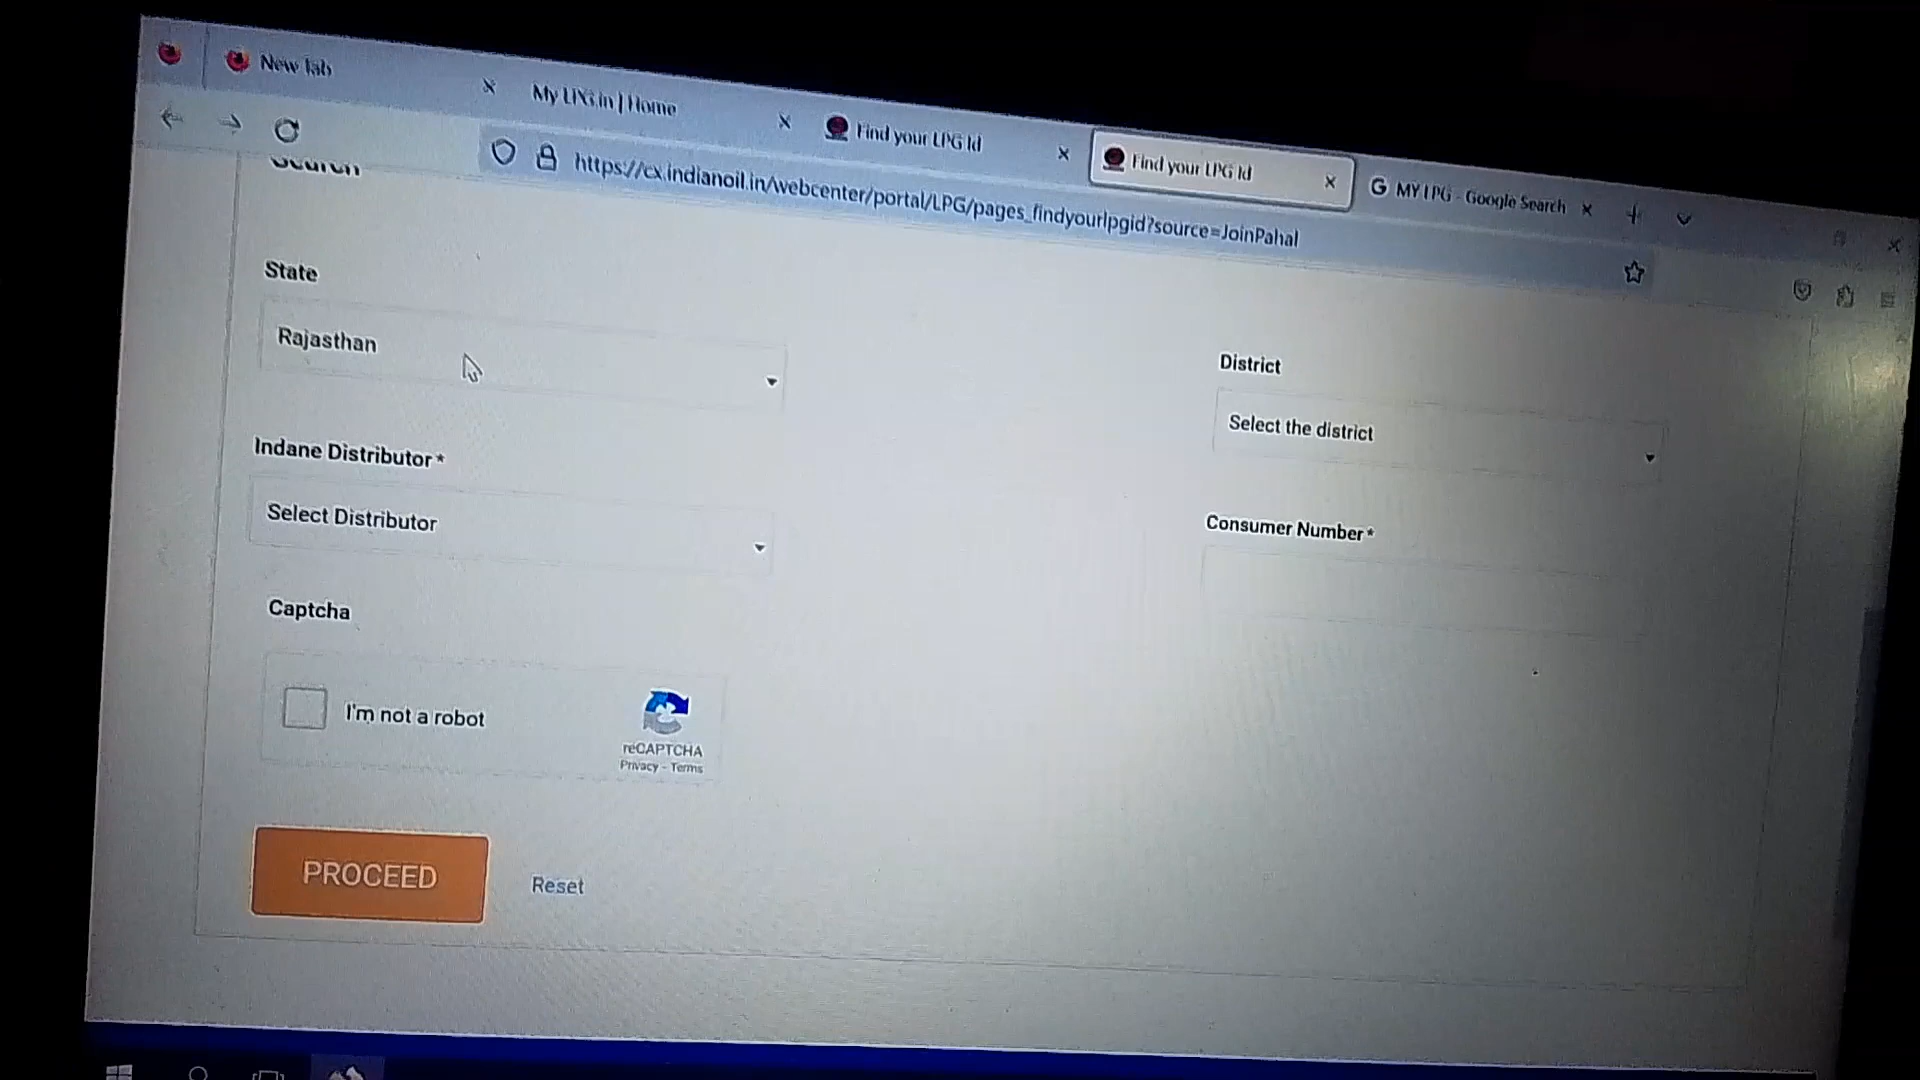 New Tab
My LPG.in | Home
Find your LPG Id
Find your LPG Id
MY LPG - Google Search
https://cx.indianoil.in/webcenter/portal/LPG/pages_findyourlpgid?source=JoinPahal
Search
State
Rajasthan
District
Select the district
Indane Distributor*
Select Distributor
Consumer Number*
Captcha
I'm not a robot
reCAPTCHA
Privacy - Terms
PROCEED
Reset